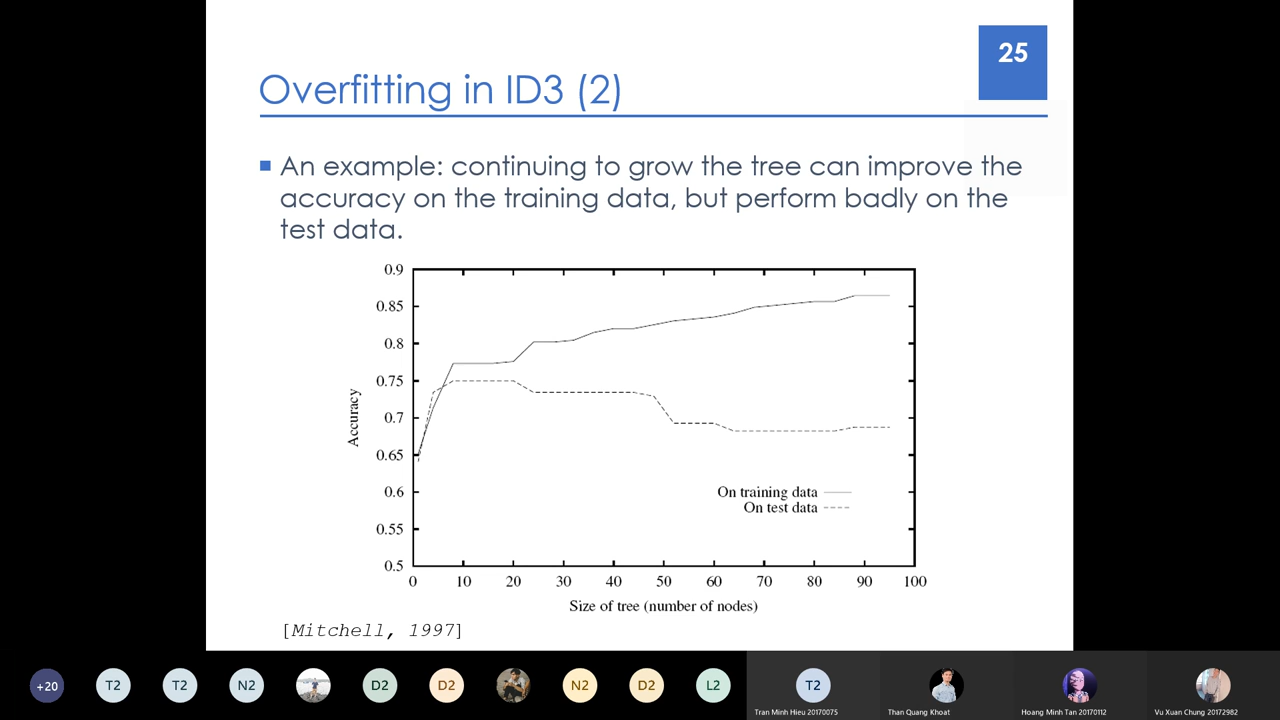 25
Overfitting in ID3 (2)
An example: continuing to grow the tree can improve the
accuracy on the training data, but perform badly on the
test data.
0.9
0.85
0.8
0.75
0.7
0.65
0.6
0.55
0.5
Accuracy
On training data
On test data
0 10 20 30 40 50 60 70 80 90 100
Size of tree (number of nodes)
[Mitchell, 1997]
+20 T2 T2 N2 D2 D2 N2 D2 L2 T2
Tran Minh Hieu 20170075 Than Quang Khoat Hoang Minh Tan 20170112 Vu Xuan Chung 20172982